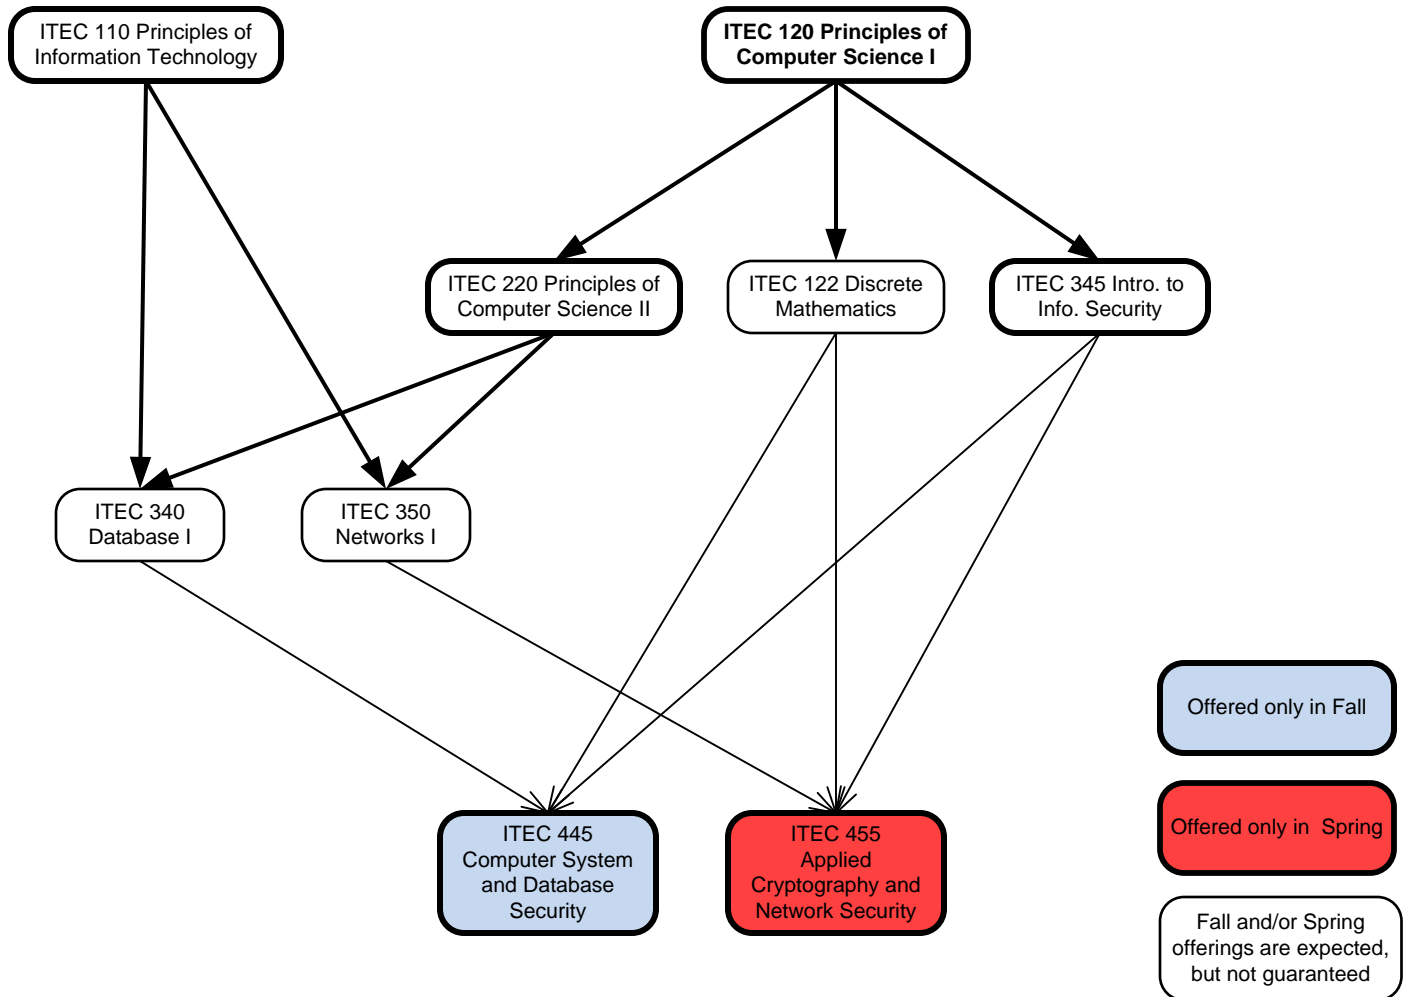 ITEC 110 Principles of
Information Technology
ITEC 120 Principles of
Computer Science I
ITEC 220 Principles of
Computer Science II
ITEC 122 Discrete
Mathematics
ITEC 345 Intro. to
Info. Security
ITEC 340
Database I
ITEC 350
Networks I
Offered only in Fall
Offered only in  Spring
ITEC 445
Computer System
and Database
Security
ITEC 455
Applied
Cryptography and
Network Security
Fall and/or Spring
offerings are expected,
but not guaranteed